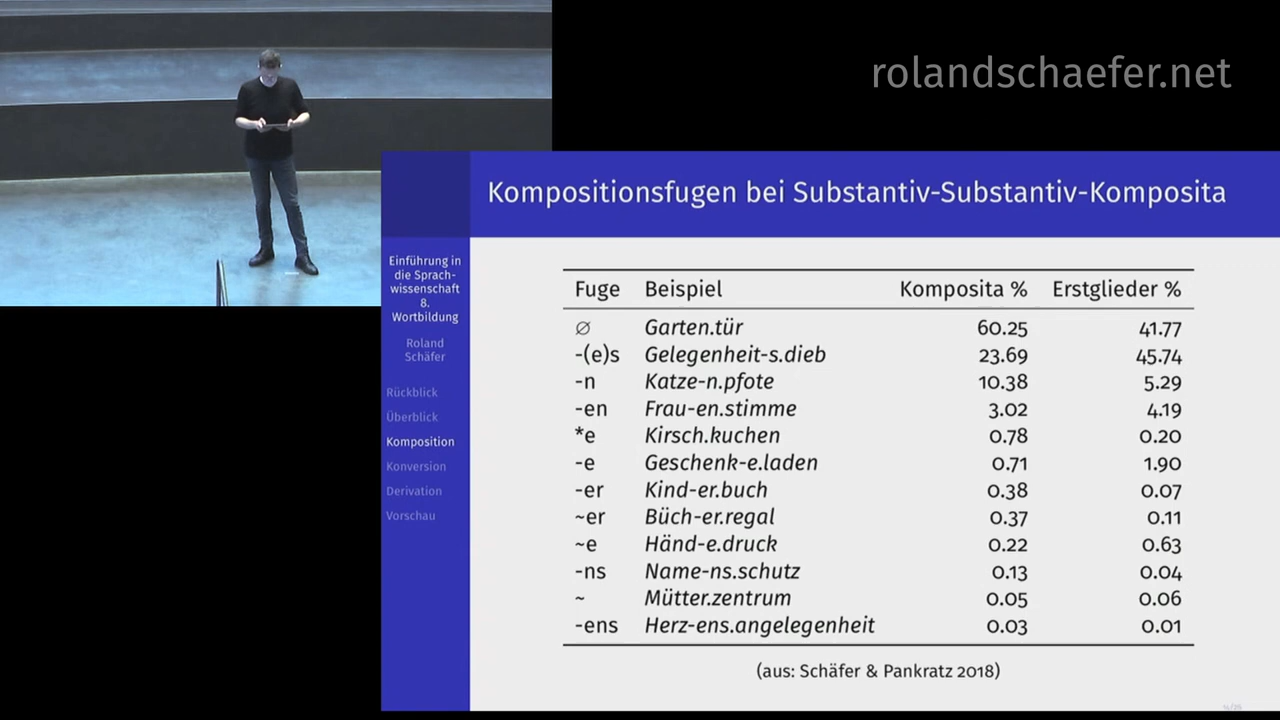 rolandschaefer.net
Kompositionsfugen bei Substantiv-Substantiv-Komposita
Einführung in
die Sprach-
wissenschaft
8.
Wortbildung
Roland
Schäfer
Rückblick
Überblick
Komposition
Konversion
Derivation
Vorschau
Fuge Beispiel Komposita % Erstglieder %
∅ Garten.tür 60.25 41.77
-(e)s Gelegenheit-s.dieb 23.69 45.74
-n Katze-n.pfote 10.38 5.29
-en Frau-en.stimme 3.02 4.19
*e Kirsch.kuchen 0.78 0.20
-e Geschenk-e.laden 0.71 1.90
-er Kind-er.buch 0.38 0.07
~er Büch-er.regal 0.37 0.11
~e Händ-e.druck 0.22 0.63
-ns Name-ns.schutz 0.13 0.04
~ Mütter.zentrum 0.05 0.06
-ens Herz-ens.angelegenheit 0.03 0.01
(aus: Schäfer & Pankratz 2018)